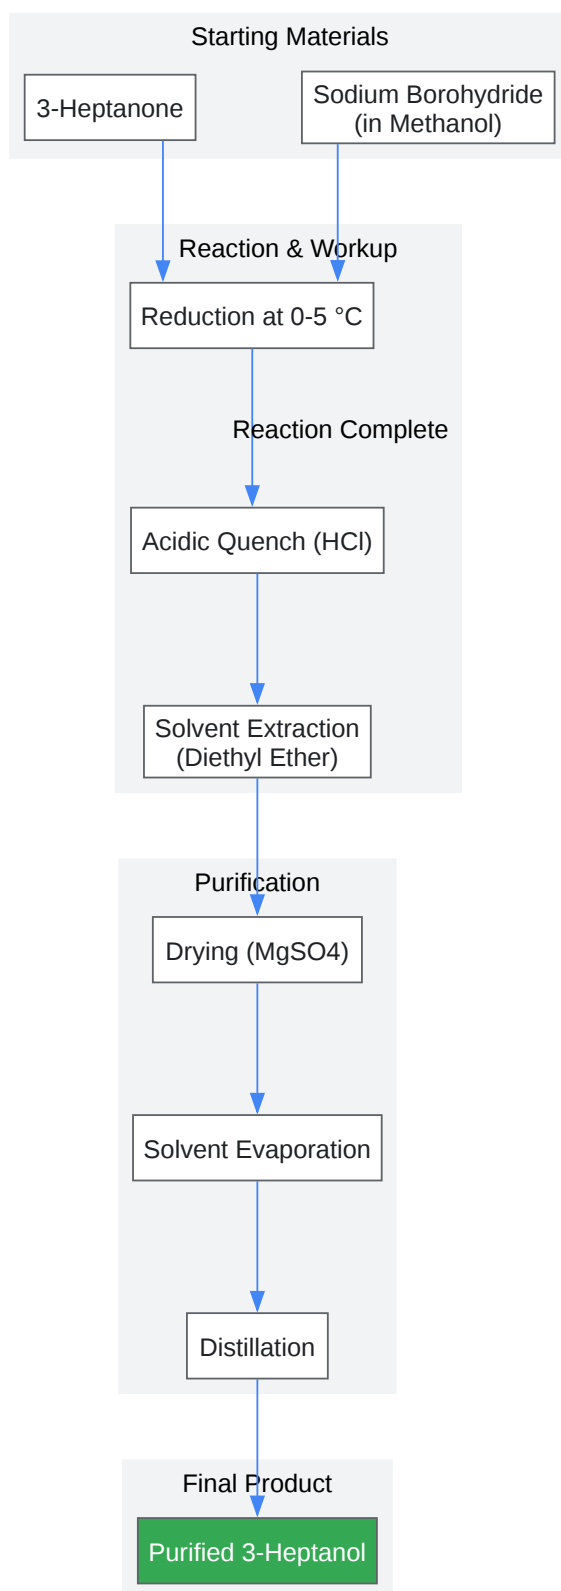 Starting Materials
3-Heptanone
Sodium Borohydride
(in Methanol)
Reaction & Workup
Reduction at 0-5 °C
Reaction Complete
Acidic Quench (HCl)
Solvent Extraction
(Diethyl Ether)
Purification
Drying (MgSO4)
Solvent Evaporation
Distillation
Final Product
Purified 3-Heptanol